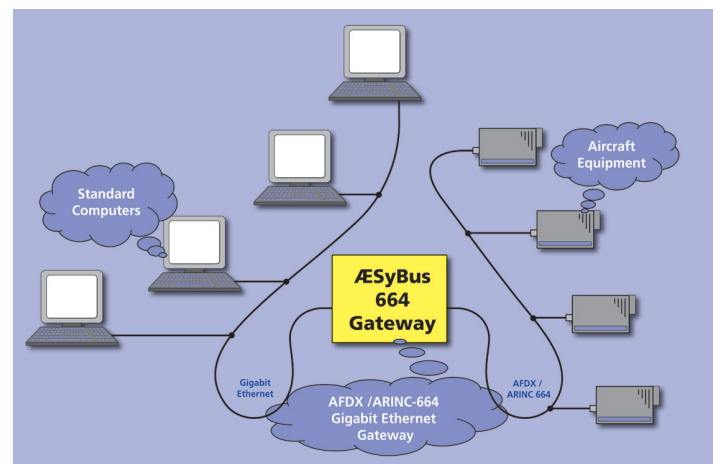 Standard
Computers
Aircraft
Equipment
ÆSyBus
664
Gateway
Gigabit
Ethernet
AFDX /
ARINC 664
AFDX /ARINC-664
Gigabit Ethernet
Gateway